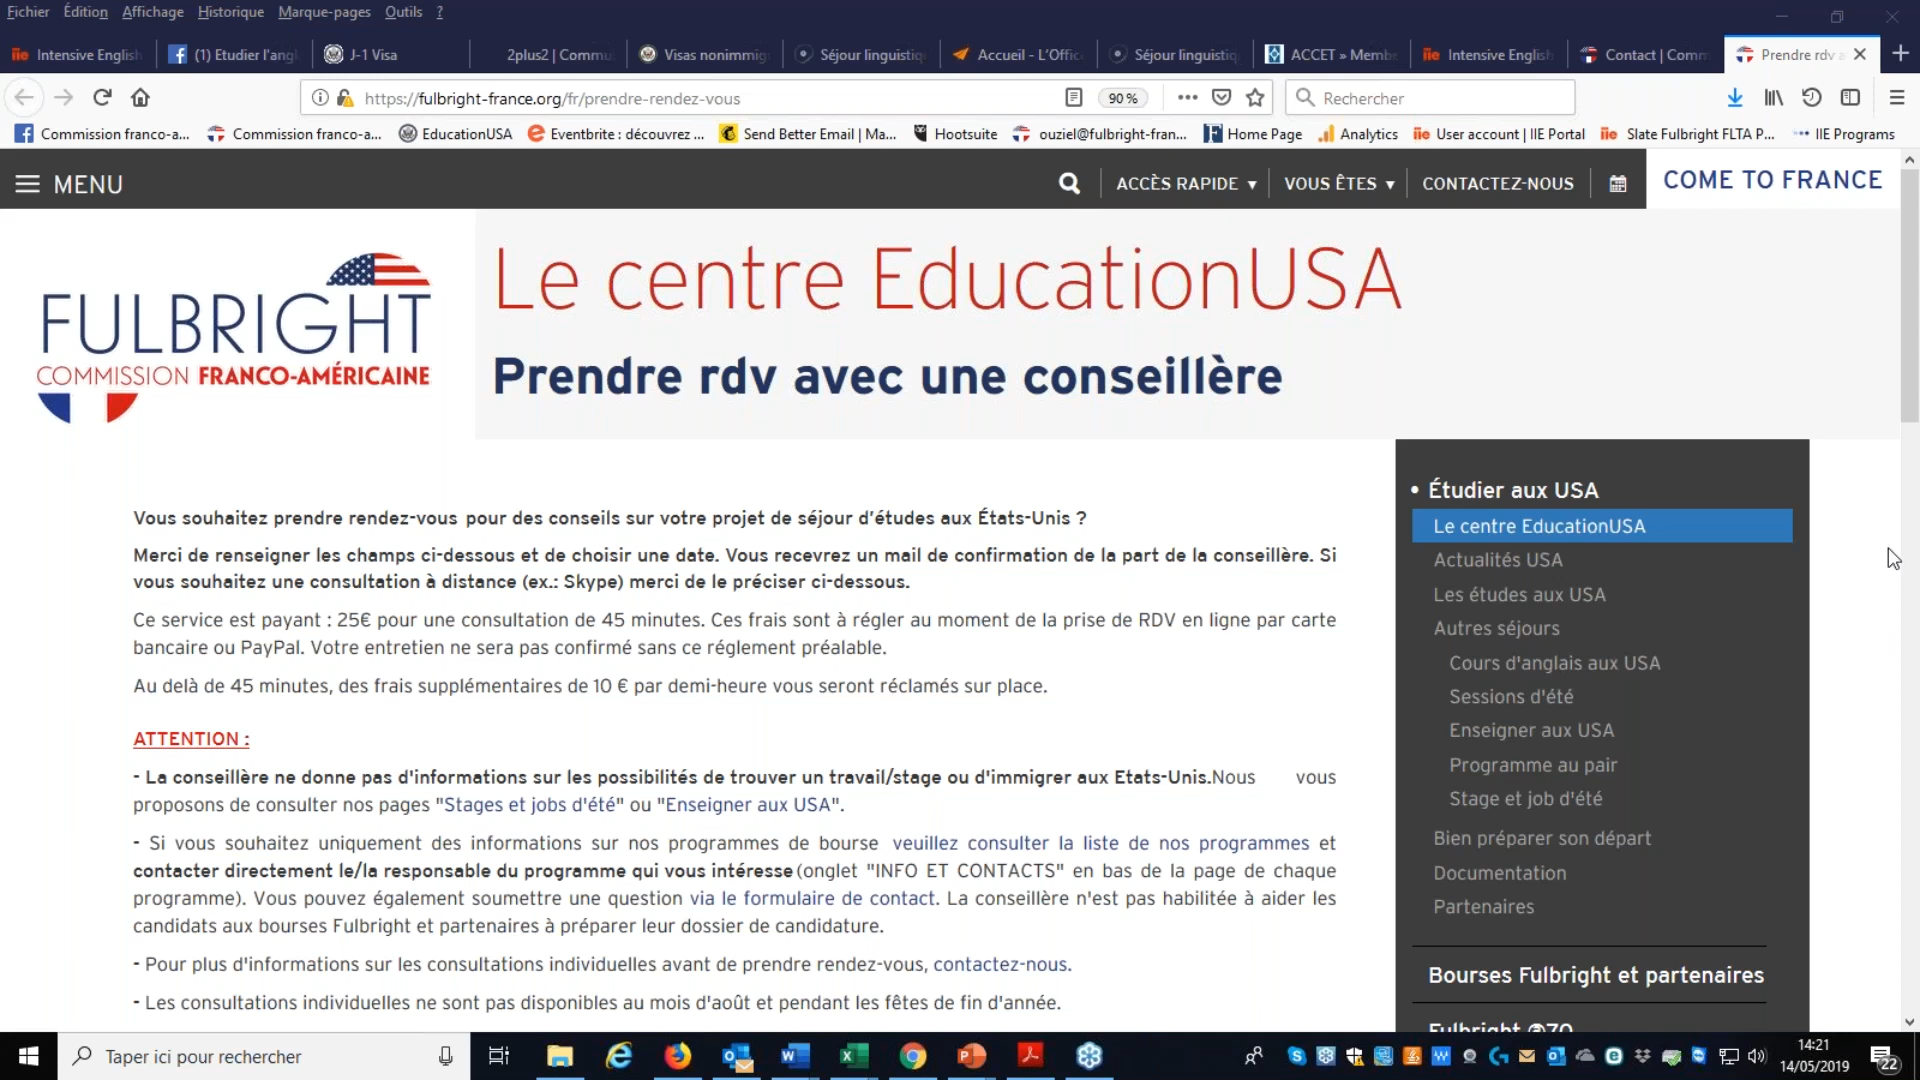 Fichier Édition Affichage Historique Marque-pages Outils ?
Intensive English (1) Etudier l'angl J-1 Visa 2plus2 | Commu Visas nonimmig Séjour linguistiq Accueil - L'Offic Séjour linguistiq ACCET » Membe Intensive English Contact | Comm Prendre rdv a
https://fulbright-france.org/fr/prendre-rendez-vous 90 % Rechercher
Commission franco-a... Commission franco-a... EducationUSA Eventbrite : découvrez ... Send Better Email | Ma... Hootsuite ouziel@fulbright-fran... Home Page Analytics User account | IIE Portal Slate Fulbright FLTA P... IIE Programs
MENU ACCÈS RAPIDE ▾ VOUS ÊTES ▾ CONTACTEZ-NOUS COME TO FRANCE
FULBRIGHT
COMMISSION FRANCO-AMÉRICAINE
Le centre EducationUSA
Prendre rdv avec une conseillère
Vous souhaitez prendre rendez-vous pour des conseils sur votre projet de séjour d'études aux États-Unis ?
Merci de renseigner les champs ci-dessous et de choisir une date. Vous recevrez un mail de confirmation de la part de la conseillère. Si
vous souhaitez une consultation à distance (ex.: Skype) merci de le préciser ci-dessous.
Ce service est payant : 25€ pour une consultation de 45 minutes. Ces frais sont à régler au moment de la prise de RDV en ligne par carte
bancaire ou PayPal. Votre entretien ne sera pas confirmé sans ce réglement préalable.
Au delà de 45 minutes, des frais supplémentaires de 10 € par demi-heure vous seront réclamés sur place.
ATTENTION :
- La conseillère ne donne pas d'informations sur les possibilités de trouver un travail/stage ou d'immigrer aux Etats-Unis.Nous vous
proposons de consulter nos pages "Stages et jobs d'été" ou "Enseigner aux USA".
- Si vous souhaitez uniquement des informations sur nos programmes de bourse veuillez consulter la liste de nos programmes et
contacter directement le/la responsable du programme qui vous intéresse (onglet "INFO ET CONTACTS" en bas de la page de chaque
programme). Vous pouvez également soumettre une question via le formulaire de contact. La conseillère n'est pas habilitée à aider les
candidats aux bourses Fulbright et partenaires à préparer leur dossier de candidature.
- Pour plus d'informations sur les consultations individuelles avant de prendre rendez-vous, contactez-nous.
- Les consultations individuelles ne sont pas disponibles au mois d'août et pendant les fêtes de fin d'année.
• Étudier aux USA
Le centre EducationUSA
Actualités USA
Les études aux USA
Autres séjours
Cours d'anglais aux USA
Sessions d'été
Enseigner aux USA
Programme au pair
Stage et job d'été
Bien préparer son départ
Documentation
Partenaires
Bourses Fulbright et partenaires
Fulbright @70
Taper ici pour rechercher
14:21
14/05/2019
22